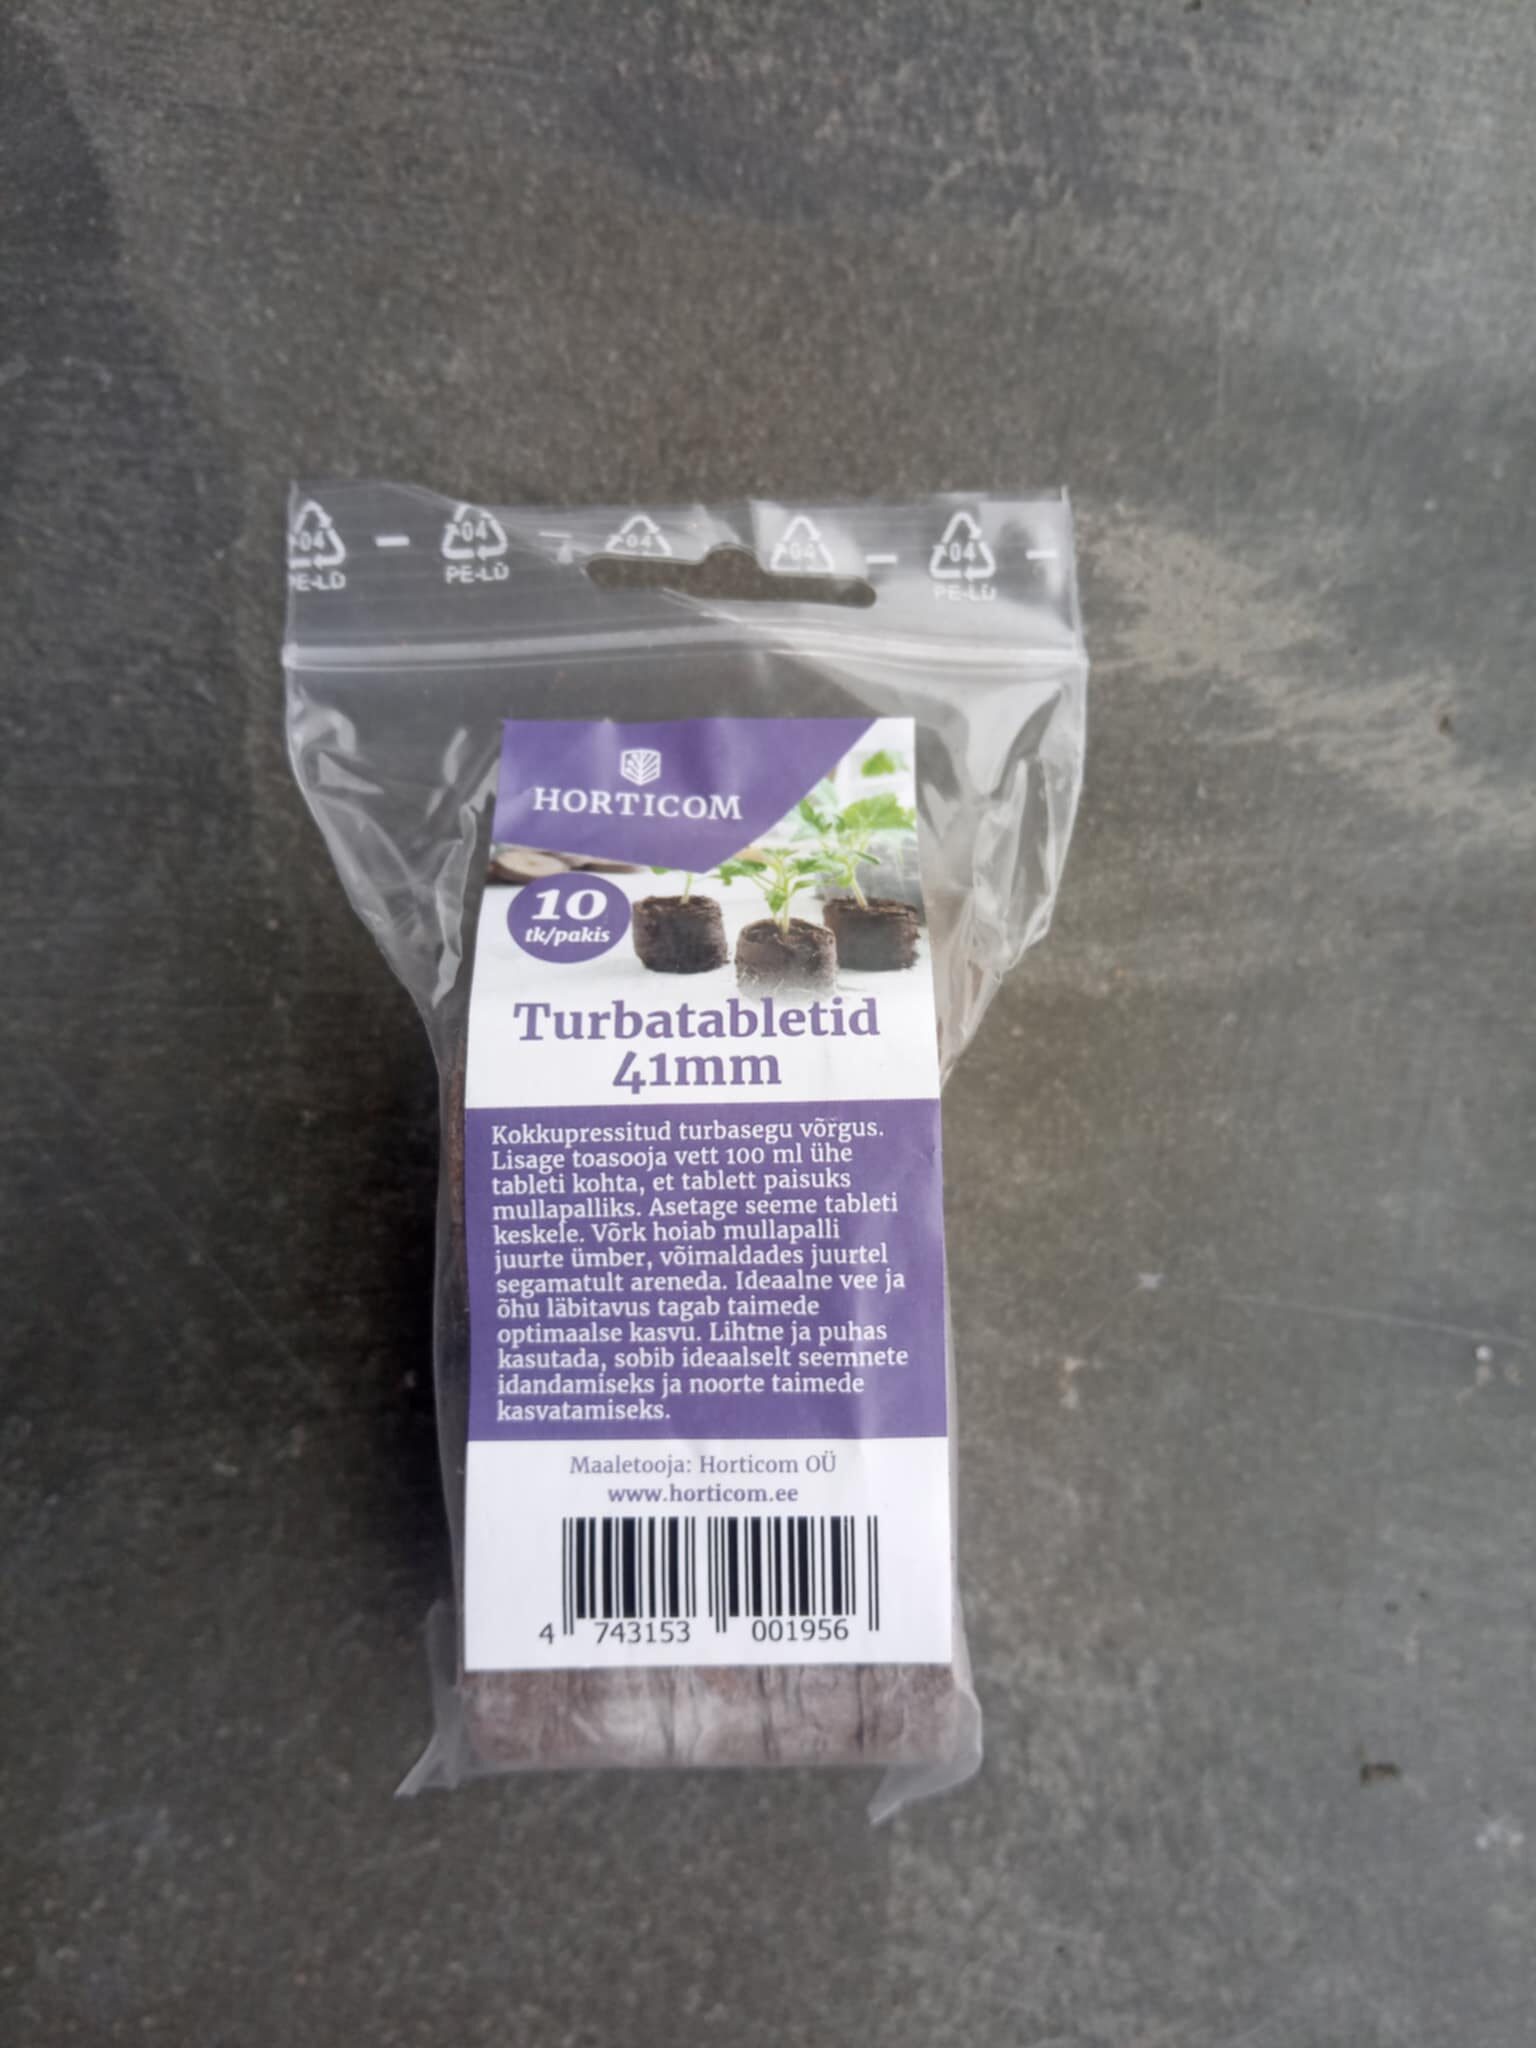 04 04 04 04 04
PE-LD PE-LD PE-LD
HORTICOM
10
tk/pakis
Turbatabletid
41mm
Kokkupressitud turbasegu võrgus.
Lisage toasooja vett 100 ml ühe
tableti kohta, et tablett paisuks
mullapalliks. Asetage seeme tableti
keskele. Võrk hoiab mullapalli
juurte ümber, võimaldades juurtel
segamatult areneda. Ideaalne vee ja
õhu läbitavus tagab taimede
optimaalse kasvu. Lihtne ja puhas
kasutada, sobib ideaalselt seemnete
idandamiseks ja noorte taimede
kasvatamiseks.
Maaletooja: Horticom OÜ
www.horticom.ee
4 743153 001956